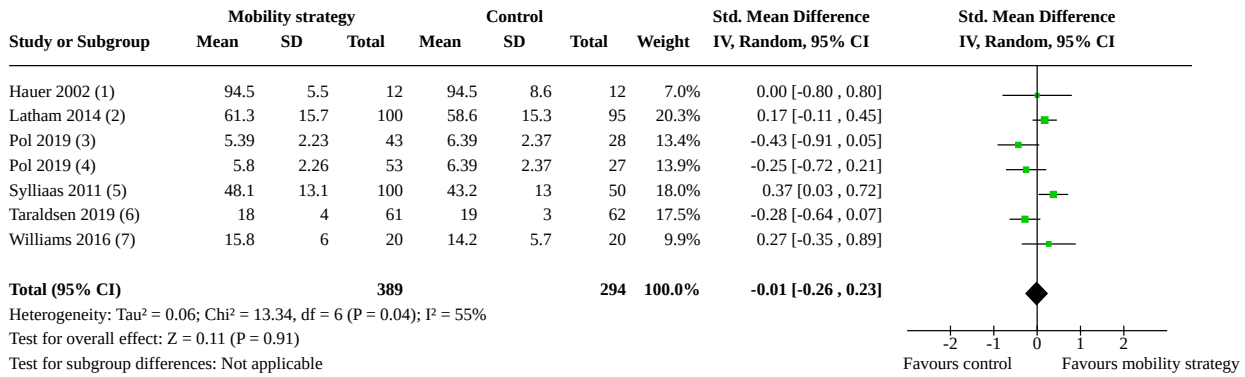 Mobility strategy Control Std. Mean Difference Std. Mean Difference
Study or Subgroup Mean SD Total Mean SD Total Weight IV, Random, 95% CI IV, Random, 95% CI
Hauer 2002 (1) 94.5 5.5 12 94.5 8.6 12 7.0% 0.00 [-0.80 , 0.80]
Latham 2014 (2) 61.3 15.7 100 58.6 15.3 95 20.3% 0.17 [-0.11 , 0.45]
Pol 2019 (3) 5.39 2.23 43 6.39 2.37 28 13.4% -0.43 [-0.91 , 0.05]
Pol 2019 (4) 5.8 2.26 53 6.39 2.37 27 13.9% -0.25 [-0.72 , 0.21]
Sylliaas 2011 (5) 48.1 13.1 100 43.2 13 50 18.0% 0.37 [0.03 , 0.72]
Taraldsen 2019 (6) 18 4 61 19 3 62 17.5% -0.28 [-0.64 , 0.07]
Williams 2016 (7) 15.8 6 20 14.2 5.7 20 9.9% 0.27 [-0.35 , 0.89]
Total (95% CI) 389 294 100.0% -0.01 [-0.26 , 0.23]
Heterogeneity: Tau² = 0.06; Chi² = 13.34, df = 6 (P = 0.04); I² = 55%
Test for overall effect: Z = 0.11 (P = 0.91)
Test for subgroup differences: Not applicable
-2 -1 0 1 2
Favours control Favours mobility strategy